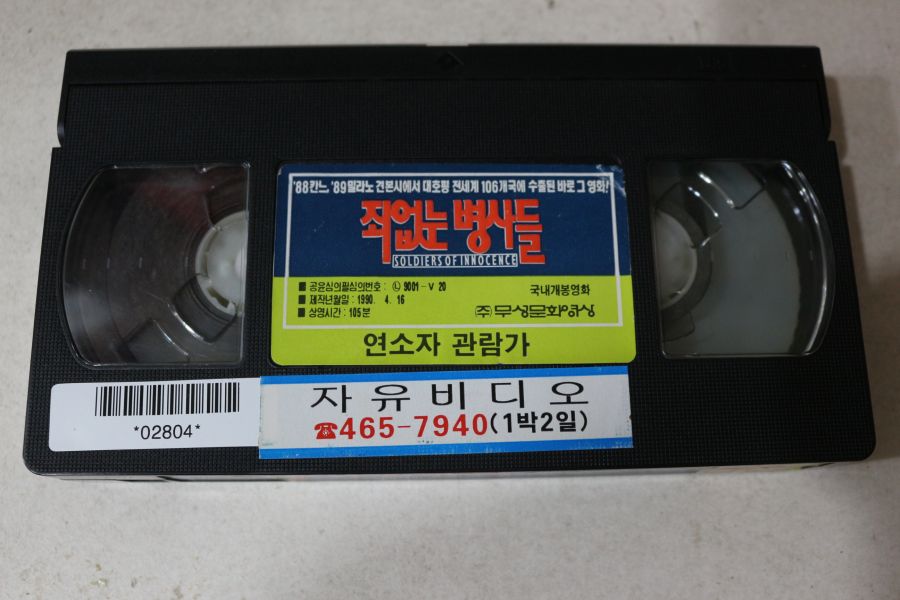 '88칸느, '89밀라노 견본시에서 대호평 전세계 106개국에 수출된 바로 그 영화!
죄없는 병사들
SOLDIERS OF INNOCENCE
■ 공윤심의필심의번호 : ㉡ 9001-V 20
■ 제작년월일 : 1990. 4. 16
■ 상영시간 : 105분
국내개봉영화
(주)무생문화영상
연소자 관람가
자유비디오
☎465-7940(1박2일)
*02804*